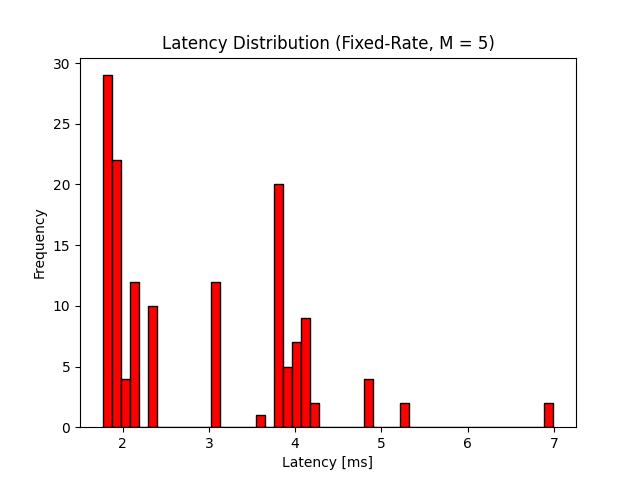 Latency Distribution (Fixed-Rate, M = 5)
30
25
20
15
10
5
0
Frequency
2 3 4 5 6 7
Latency [ms]